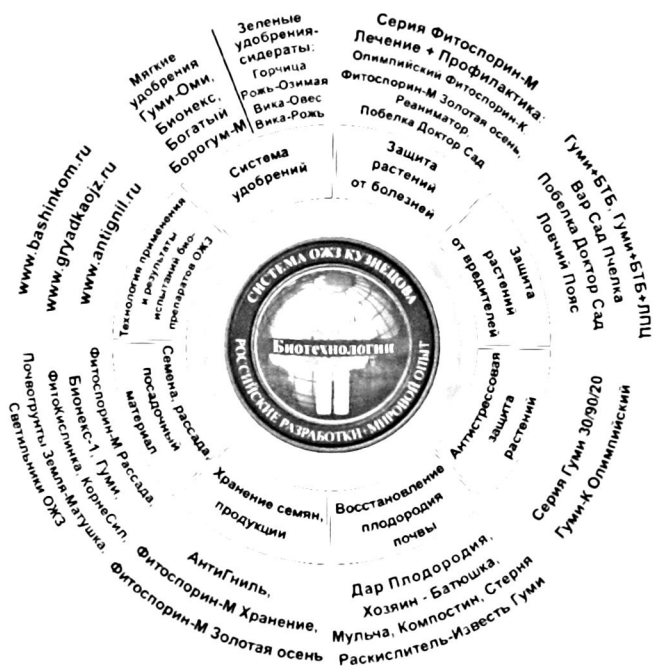 СИСТЕМА ОЖЗ КУЗНЕЦОВА
Биотехнологии
РОССИЙСКИЕ РАЗРАБОТКИ+МИРОВОЙ ОПЫТ
Система
удобрений
Мягкие
удобрения
Гуми-Оми,
Бионекс,
Богатый
Борогум-М
Зеленые
удобрения-
сидераты:
Горчица
Рожь-Озимая
Вика-Овес
Вика-Рожь
Защита
растений
от болезней
Серия Фитоспорин-М
Лечение + Профилактика:
Олимпийский Фитоспорин-К
Фитоспорин-М Золотая осень,
Реаниматор.
Побелка Доктор Сад
Защита
растений
от вредителей
Гуми+БТБ, Гуми+БТБ+ЛПЦ
Вар Сад Пчелка
Побелка Доктор Сад
Ловчий Пояс
Антистрессовая
защита
растений
Серия Гуми 30/90/20
Гуми-К Олимпийский
Восстановление
плодородия
почвы
Дар Плодородия,
Хозяин - Батюшка,
Мульча, Компостин, Стерня
Раскислитель-Известь Гуми
Хранение семян,
продукции
АнтиГниль,
Фитоспорин-М Хранение,
Фитоспорин-М Золотая осень
Семена, рассада,
посадочный
материал
Фитоспорин-М Рассада,
Бионекс-1, Гуми,
ФитоКислинка, КорнеСил,
Почвогрунты Земля-Матушка,
Светильники ОЖЗ
Технология применения
и результаты
испытаний био-
препаратов ОЖЗ
www.bashinkom.ru
www.gryadkaojz.ru
www.antignil.ru